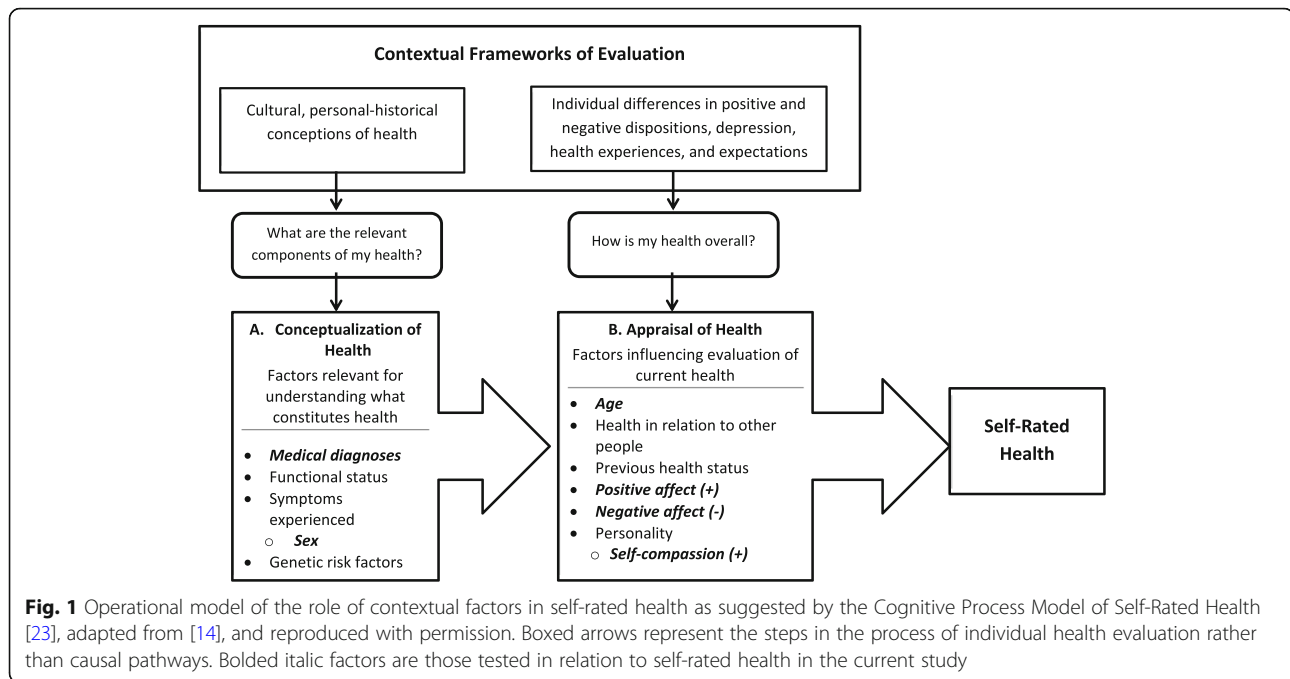 Contextual Frameworks of Evaluation
Cultural, personal-historical
conceptions of health
Individual differences in positive and
negative dispositions, depression,
health experiences, and expectations
What are the relevant
components of my health?
How is my health overall?
A. Conceptualization of
Health
Factors relevant for
understanding what
constitutes health
• Medical diagnoses
• Functional status
• Symptoms
experienced
o Sex
• Genetic risk factors
B. Appraisal of Health
Factors influencing evaluation of
current health
• Age
• Health in relation to other
people
• Previous health status
• Positive affect (+)
• Negative affect (-)
• Personality
o Self-compassion (+)
Self-Rated
Health
Fig. 1 Operational model of the role of contextual factors in self-rated health as suggested by the Cognitive Process Model of Self-Rated Health
[23], adapted from [14], and reproduced with permission. Boxed arrows represent the steps in the process of individual health evaluation rather
than causal pathways. Bolded italic factors are those tested in relation to self-rated health in the current study